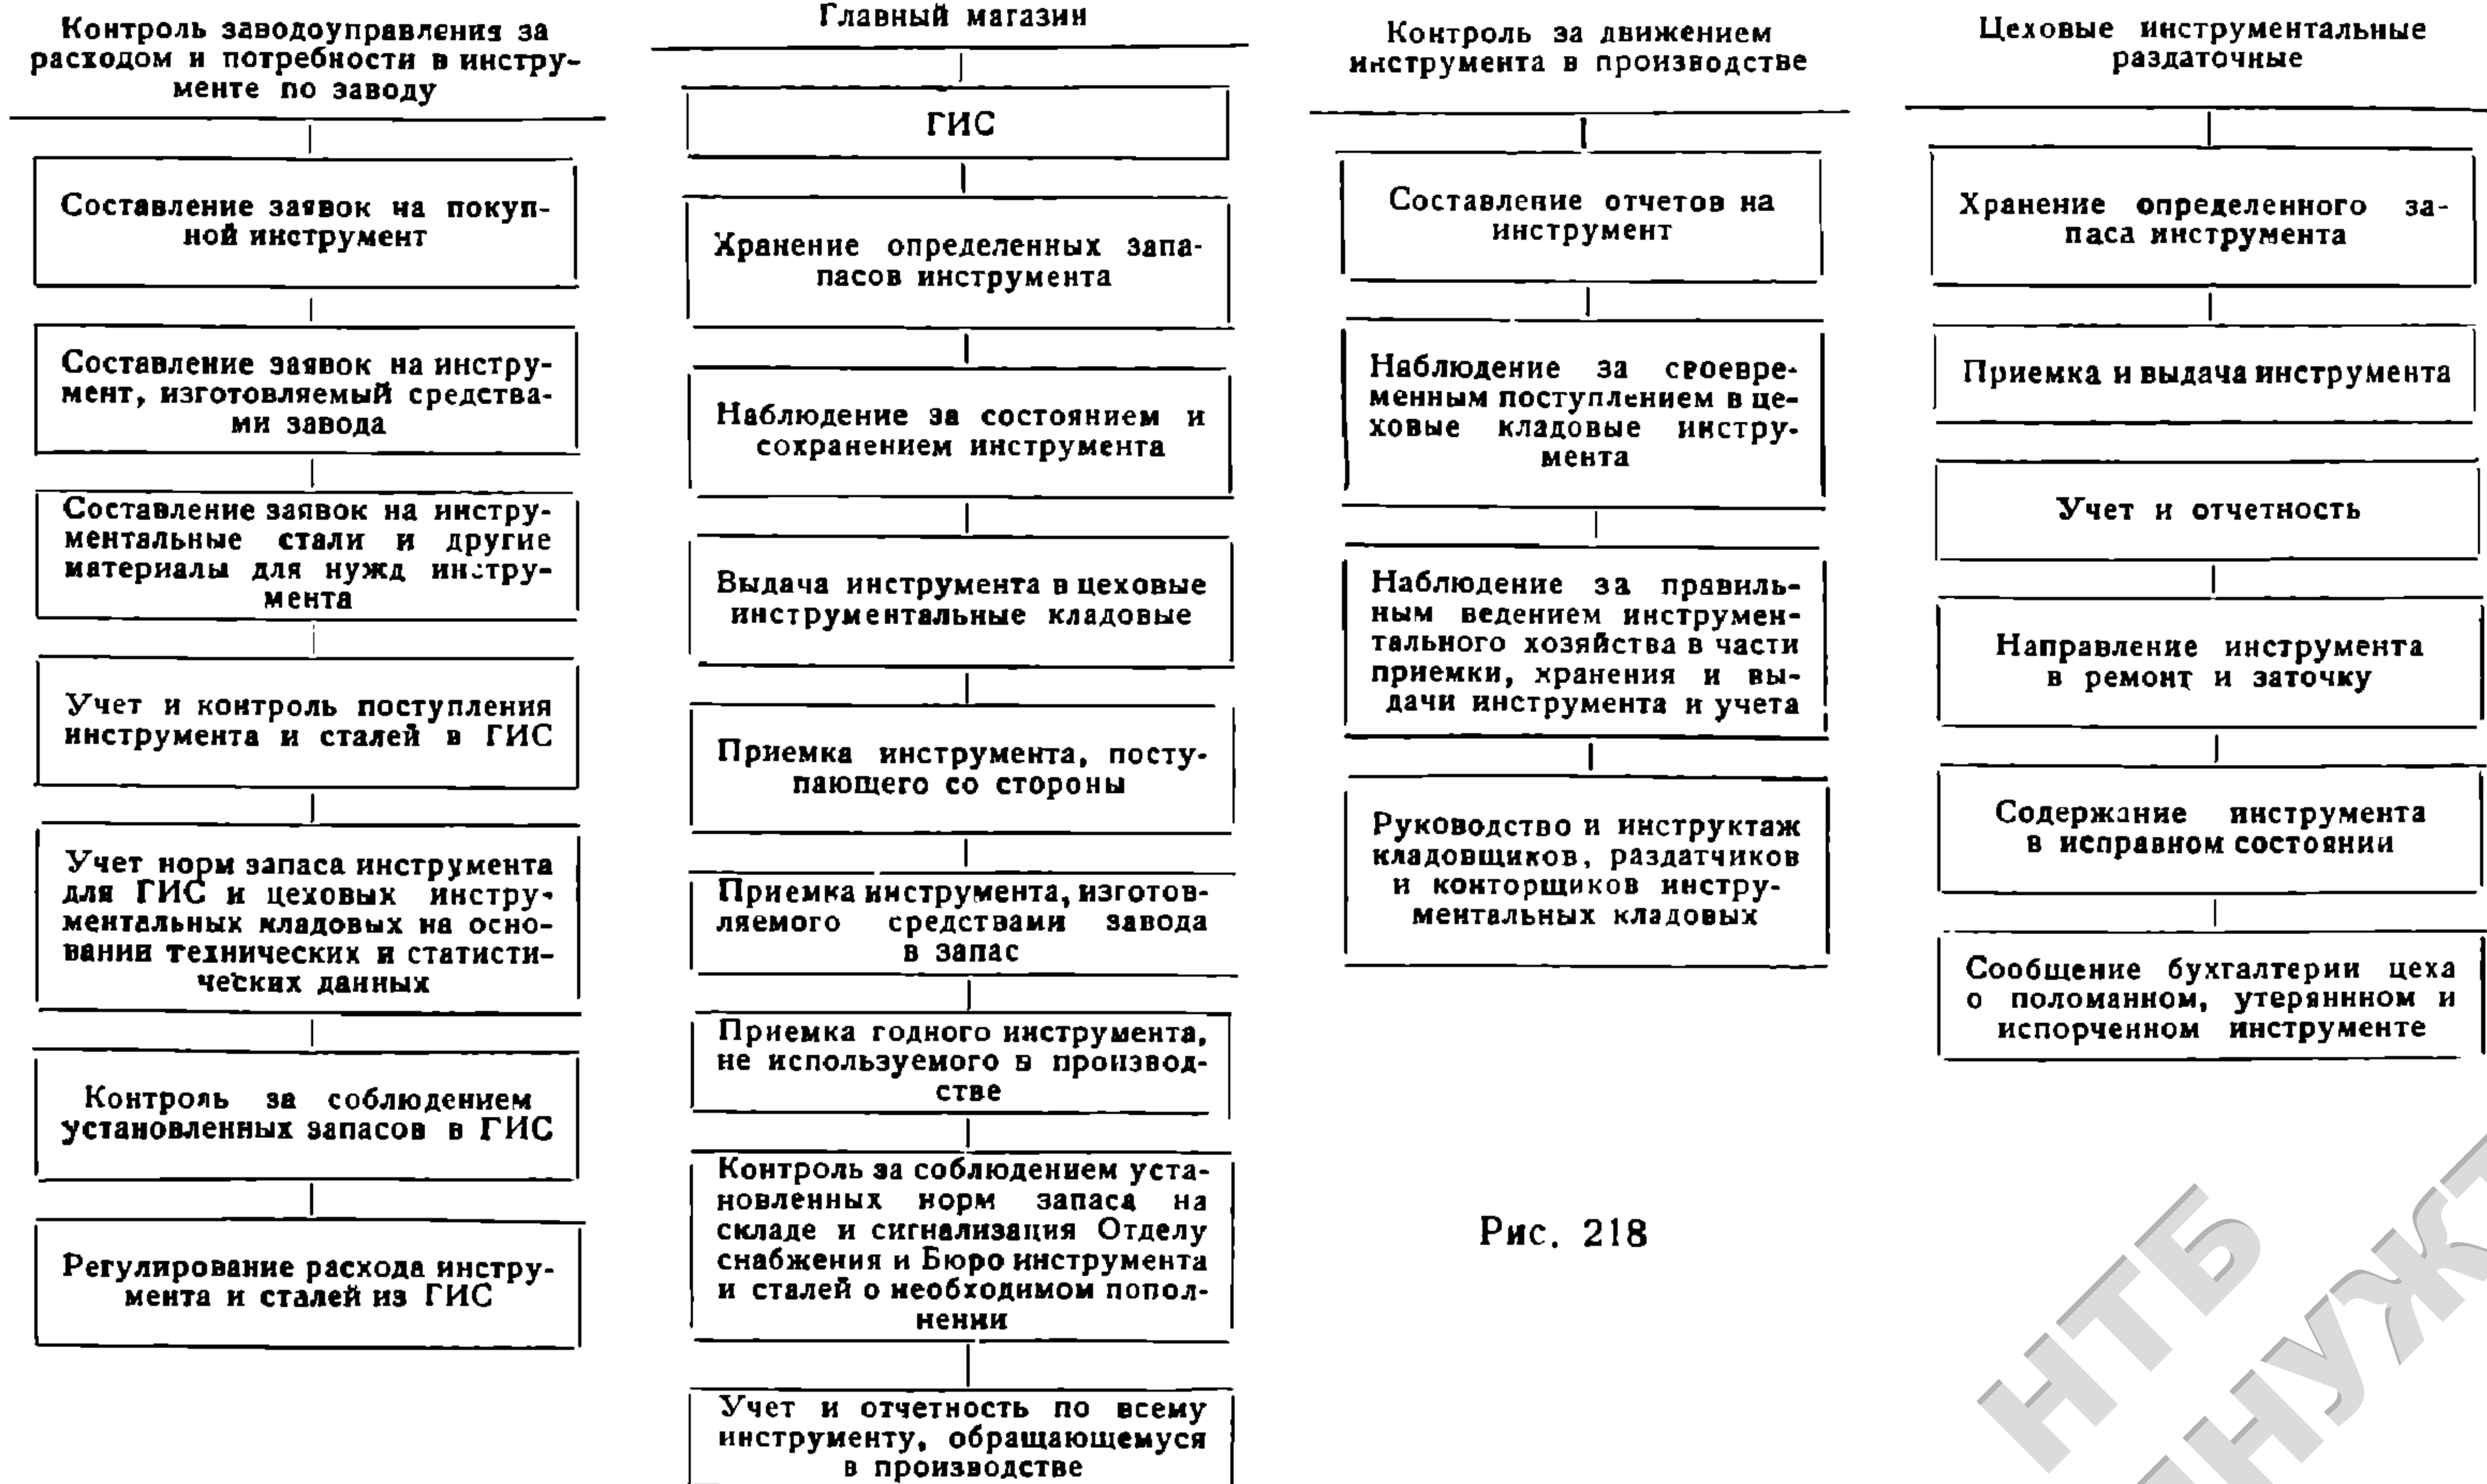 Контроль заводоуправления за
расходом и потребности в инстру-
менте по заводу
Составление заявок на покуп-
ной инструмент
Составление заявок на инстру-
мент, изготовляемый средства-
ми завода
Составление заявок на инстру-
ментальные стали и другие
материалы для нужд инстру-
мента
Учет и контроль поступления
инструмента и сталей в ГИС
Учет норм запаса инструмента
для ГИС и цеховых инстру-
ментальных кладовых на осно-
вании технических и статисти-
ческих данных
Контроль за соблюдением
установленных запасов в ГИС
Регулирование расхода инстру-
мента и сталей из ГИС
Главный магазин
ГИС
Хранение определенных запа-
пасов инструмента
Наблюдение за состоянием и
сохранением инструмента
Выдача инструмента в цеховые
инструментальные кладовые
Приемка инструмента, посту-
пающего со стороны
Приемка инструмента, изготов-
ляемого средствами завода
в запас
Приемка годного инструмента,
не используемого в производ-
стве
Контроль за соблюдением уста-
новленных норм запаса на
складе и сигнализация Отделу
снабжения и Бюро инструмента
и сталей о необходимом попол-
нении
Учет и отчетность по всему
инструменту, обращающемуся
в производстве
Контроль за движением
инструмента в производстве
Составление отчетов на
инструмент
Наблюдение за своевре-
менным поступлением в це-
ховые кладовые инстру-
мента
Наблюдение за правиль-
ным ведением инструмен-
тального хозяйства в части
приемки, хранения и вы-
дачи инструмента и учета
Руководство и инструктаж
кладовщиков, раздатчиков
и конторщиков инстру-
ментальных кладовых
Цеховые инструментальные
раздаточные
Хранение определенного за-
паса инструмента
Приемка и выдача инструмента
Учет и отчетность
Направление инструмента
в ремонт и заточку
Содержание инструмента
в исправном состоянии
Сообщение бухгалтерии цеха
о поломанном, утеряннном и
испорченном инструменте
Рис. 218
НТБ